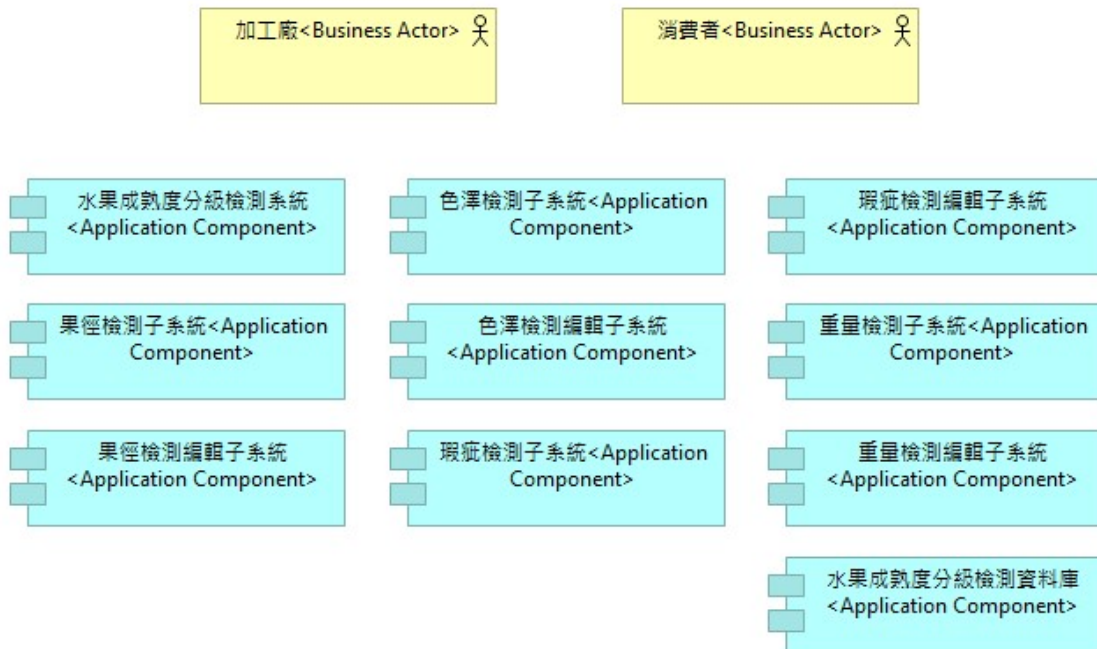 加工廠<Business Actor>
消費者<Business Actor>
水果成熟度分級檢測系統
<Application Component>
色澤檢測子系統<Application
Component>
瑕疵檢測編輯子系統
<Application Component>
果徑檢測子系統<Application
Component>
色澤檢測編輯子系統
<Application Component>
重量檢測子系統<Application
Component>
果徑檢測編輯子系統
<Application Component>
瑕疵檢測子系統<Application
Component>
重量檢測編輯子系統
<Application Component>
水果成熟度分級檢測資料庫
<Application Component>